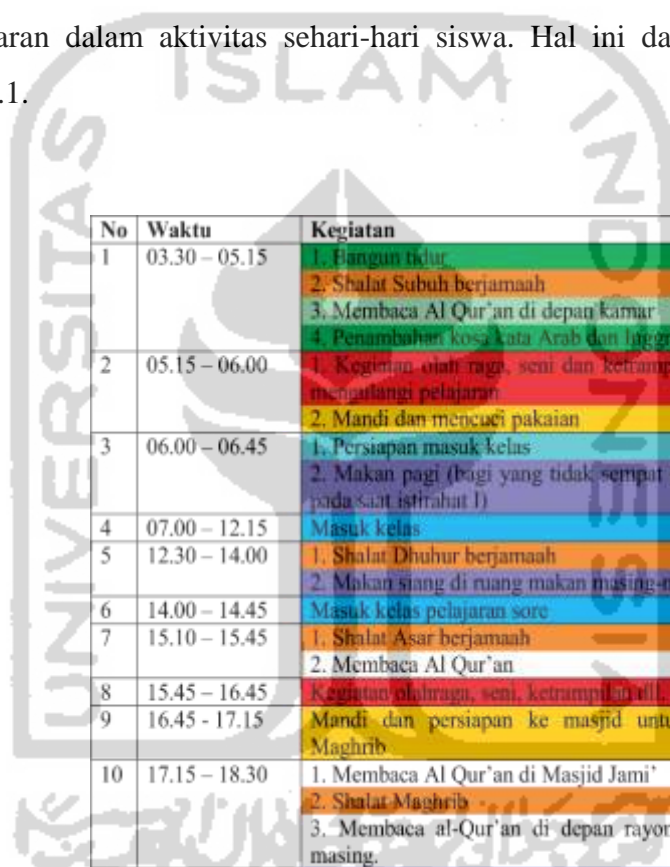 aran dalam aktivitas sehari-hari siswa. Hal ini da
.1.
ISLAM
UNIVERSITAS
INDONESIA
No Waktu Kegiatan
1 03.30 – 05.15 1. Bangun tidur
2. Shalat Subuh berjamaah
3. Membaca Al Qur'an di depan kamar
4. Penambahan kosa kata Arab dan Inggr
2 05.15 – 06.00 1. Kegiatan olah raga, seni dan ketramp
mengulangi pelajaran
2. Mandi dan mencuci pakaian
3 06.00 – 06.45 1. Persiapan masuk kelas
2. Makan pagi (bagi yang tidak sempat
pada saat istirahat I)
4 07.00 – 12.15 Masuk kelas
5 12.30 – 14.00 1. Shalat Dhuhur berjamaah
2. Makan siang di ruang makan masing-m
6 14.00 – 14.45 Masuk kelas pelajaran sore
7 15.10 – 15.45 1. Shalat Asar berjamaah
2. Membaca Al Qur'an
8 15.45 – 16.45 Kegiatan olahraga, seni, ketrampilan dll.
9 16.45 - 17.15 Mandi dan persiapan ke masjid untu
Maghrib
10 17.15 – 18.30 1. Membaca Al Qur'an di Masjid Jami'
2. Shalat Maghrib
3. Membaca al-Qur'an di depan rayon
masing.